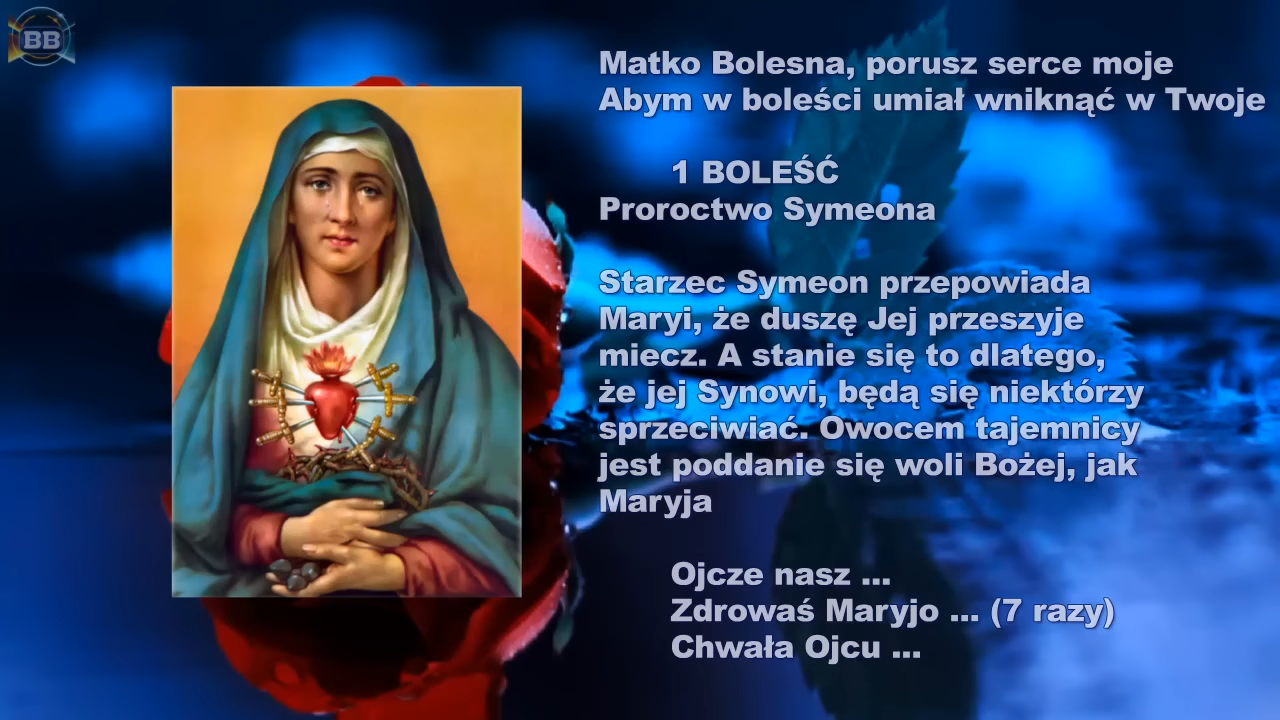 BB
Matko Bolesna, porusz serce moje
Abym w boleści umiał wniknąć w Twoje
1 BOLEŚĆ
Proroctwo Symeona
Starzec Symeon przepowiada
Maryi, że duszę Jej przeszyje
miecz. A stanie się to dlatego,
że jej Synowi, będą się niektórzy
sprzeciwiać. Owocem tajemnicy
jest poddanie się woli Bożej, jak
Maryja
Ojcze nasz ...
Zdrowaś Maryjo ... (7 razy)
Chwała Ojcu ...